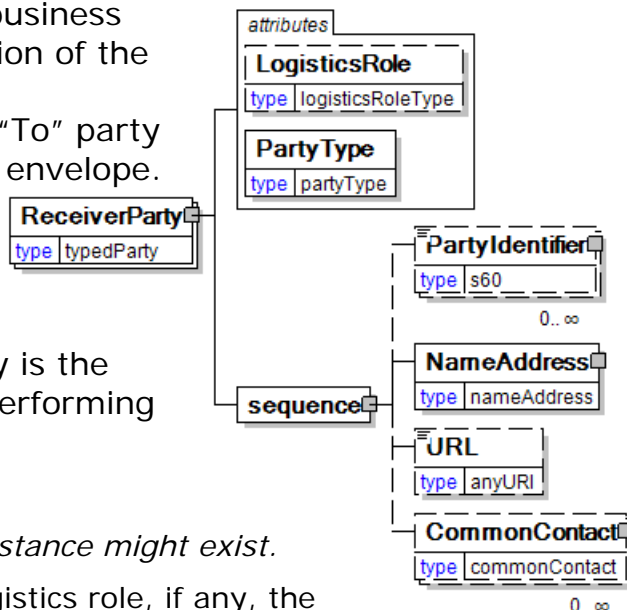 business
tion of the
“To” party
envelope.
y is the
erforming
stance might exist.
gistics role, if any, the
attributes
LogisticsRole
type logisticsRoleType
PartyType
type partyType
ReceiverParty
type typedParty
sequence
PartyIdentifier
type s60
0..∞
NameAddress
type nameAddress
URL
type anyURI
CommonContact
type commonContact
0..∞